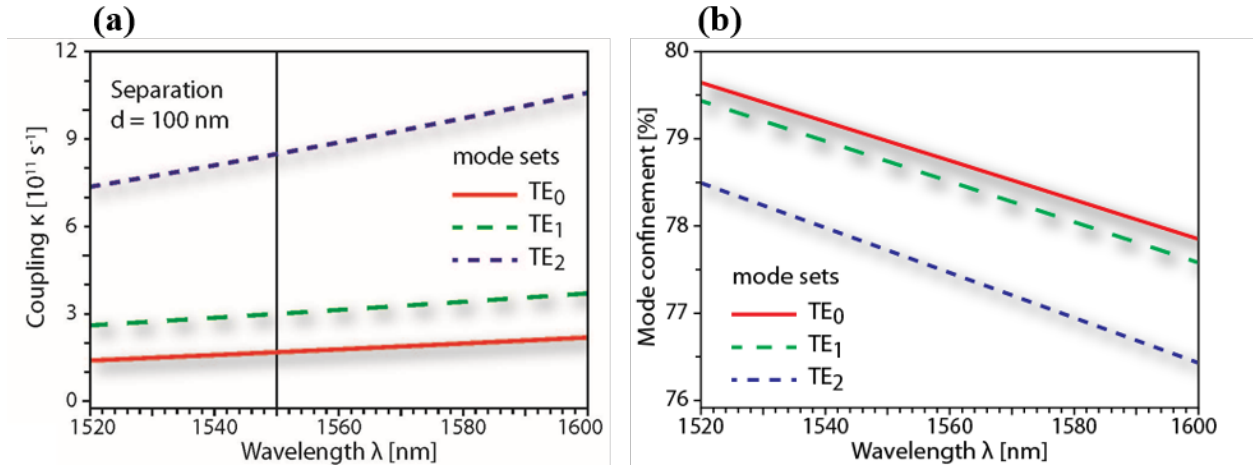 (a)
12
9
6
3
0
Coupling κ [10¹¹ s⁻¹]
Separation
d = 100 nm
mode sets
TE₀
TE₁
TE₂
1520 1540 1560 1580 1600
Wavelength λ [nm]
(b)
80
79
78
77
76
Mode confinement [%]
mode sets
TE₀
TE₁
TE₂
1520 1540 1560 1580 1600
Wavelength λ [nm]